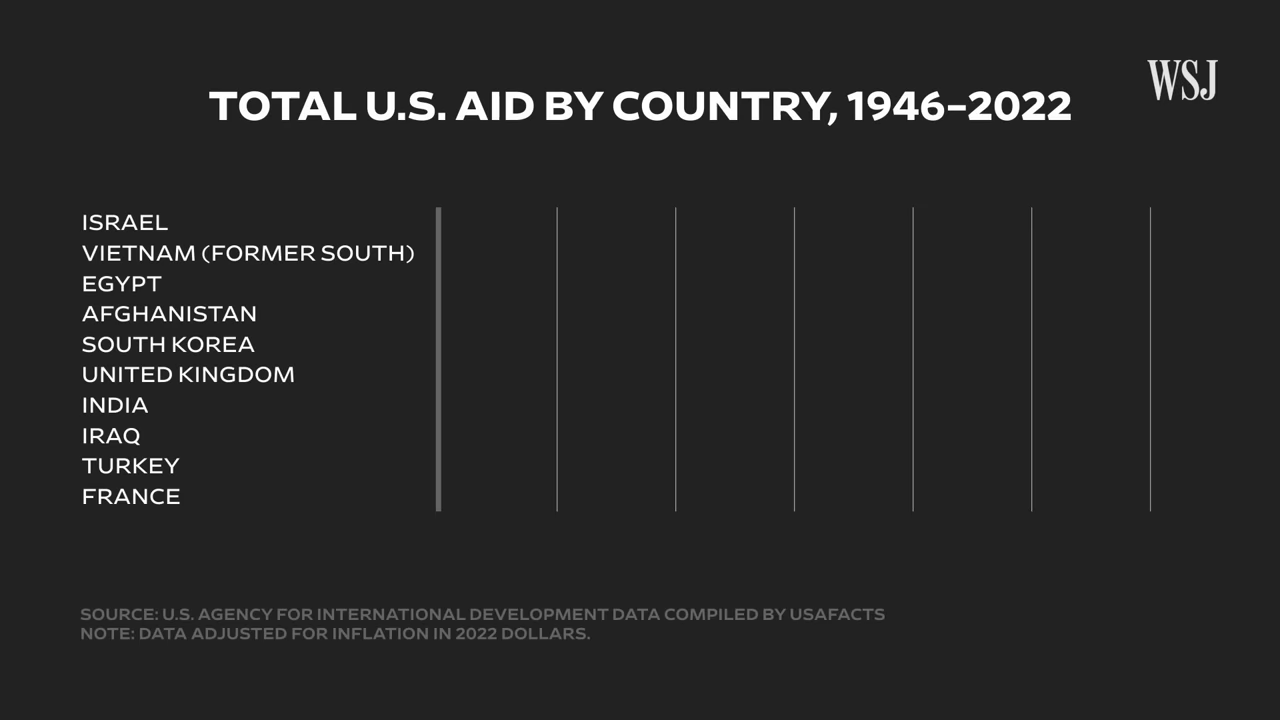 WSJ
TOTAL U.S. AID BY COUNTRY, 1946–2022
ISRAEL
VIETNAM (FORMER SOUTH)
EGYPT
AFGHANISTAN
SOUTH KOREA
UNITED KINGDOM
INDIA
IRAQ
TURKEY
FRANCE
SOURCE: U.S. AGENCY FOR INTERNATIONAL DEVELOPMENT DATA COMPILED BY USAFACTS
NOTE: DATA ADJUSTED FOR INFLATION IN 2022 DOLLARS.